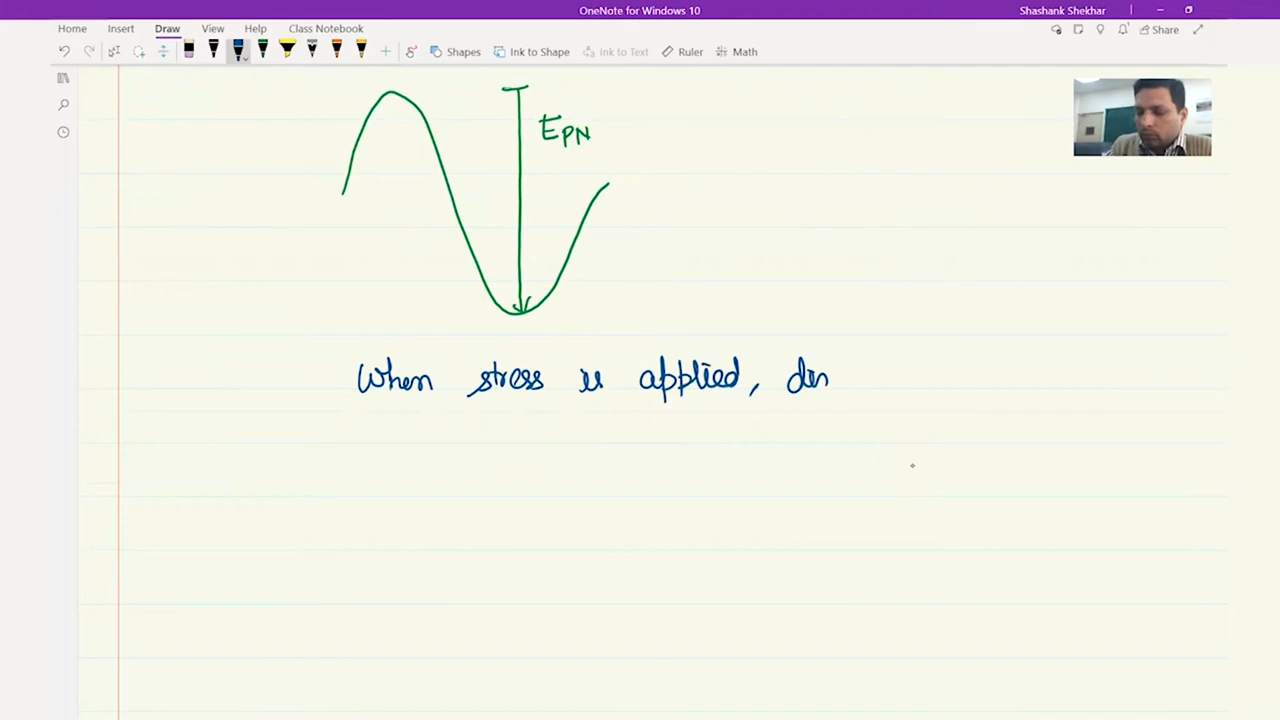 OneNote for Windows 10
Shashank Shekhar
Home Insert Draw View Help Class Notebook
Share
Shapes Ink to Shape Ink to Text Ruler Math
EPN
When stress is applied, dis